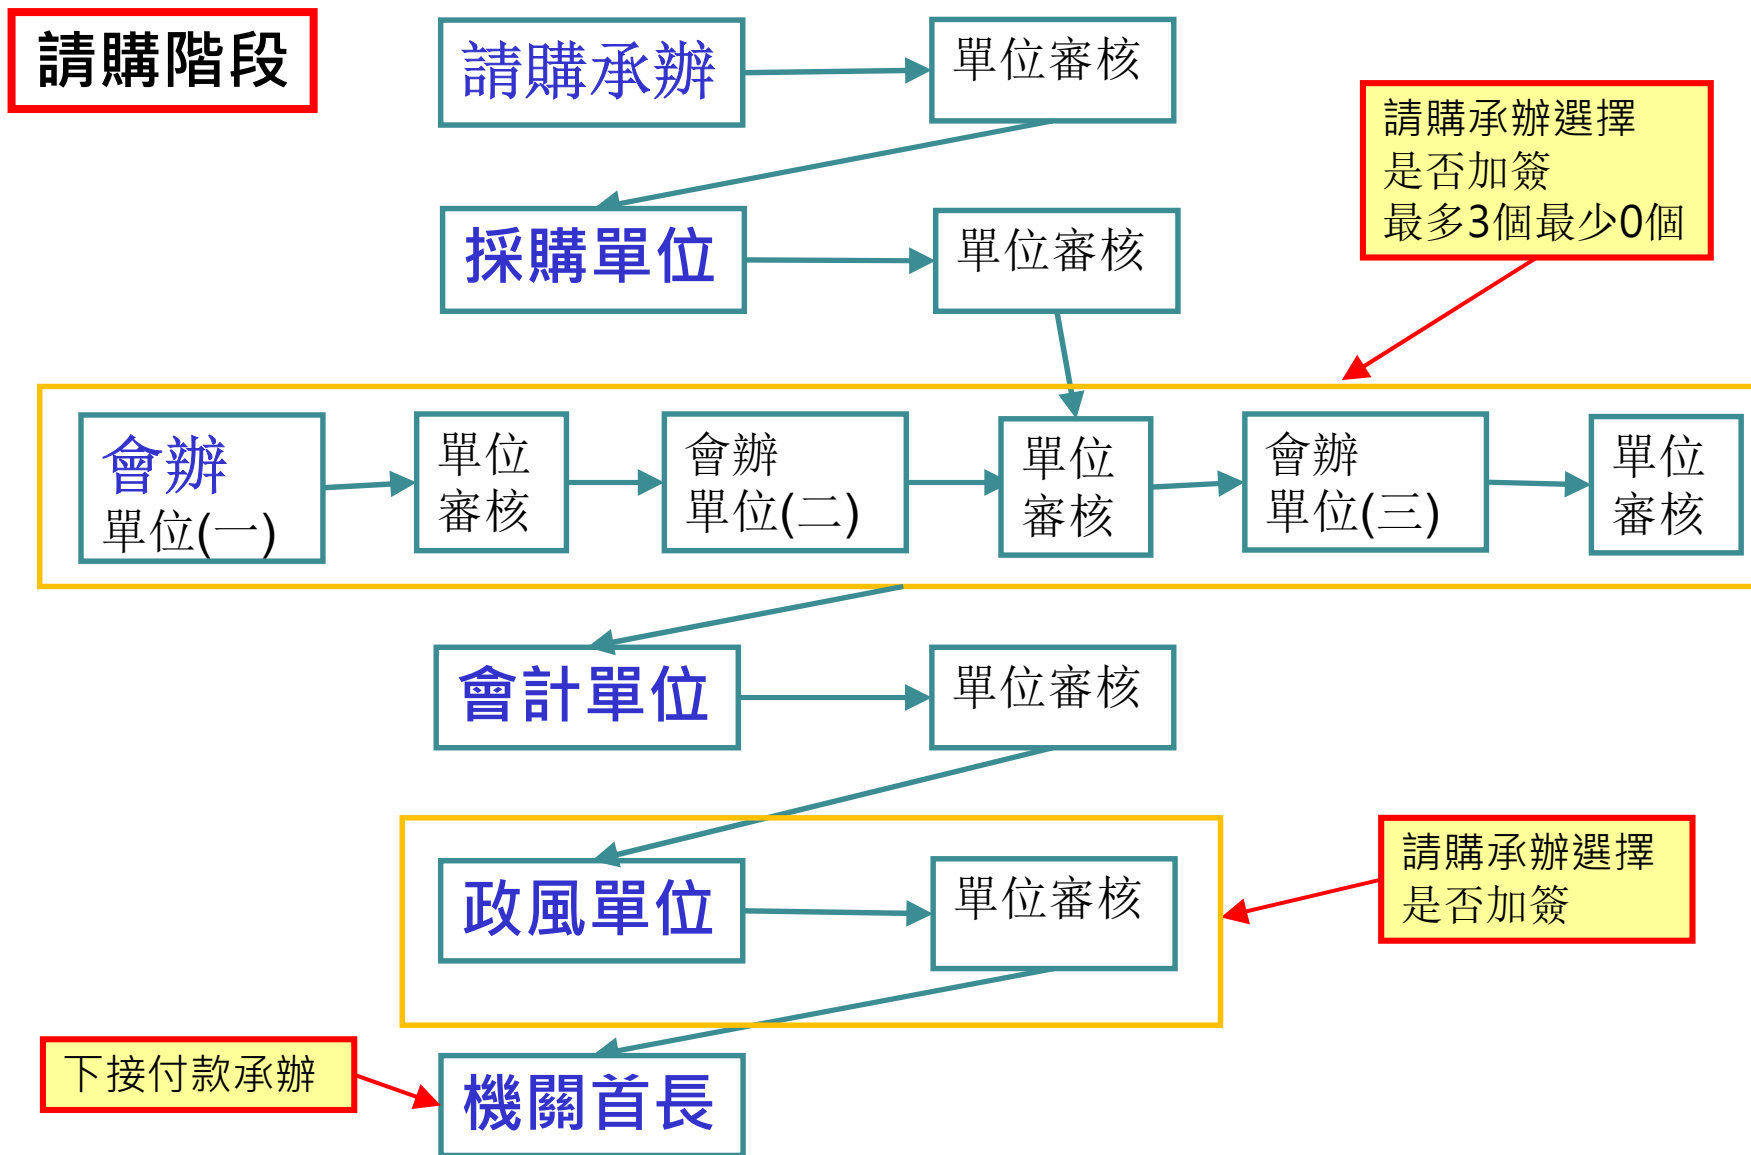 請購階段
請購承辦
單位審核
請購承辦選擇
是否加簽
最多3個最少0個
採購單位
單位審核
會辦
單位(一)
單位
審核
會辦
單位(二)
單位
審核
會辦
單位(三)
單位
審核
會計單位
單位審核
政風單位
單位審核
請購承辦選擇
是否加簽
下接付款承辦
機關首長